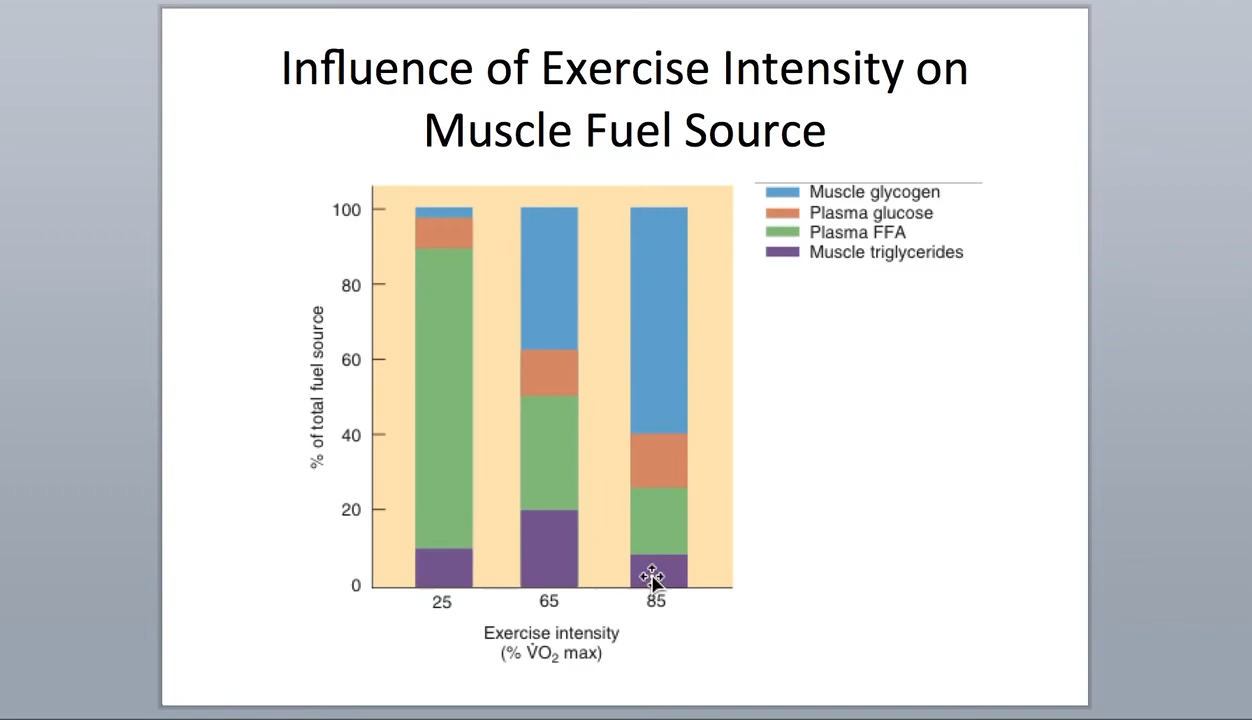 Influence of Exercise Intensity on
Muscle Fuel Source
Muscle glycogen
Plasma glucose
Plasma FFA
Muscle triglycerides
% of total fuel source
100
80
60
40
20
0
25 65 85
Exercise intensity
(% V̇O₂ max)